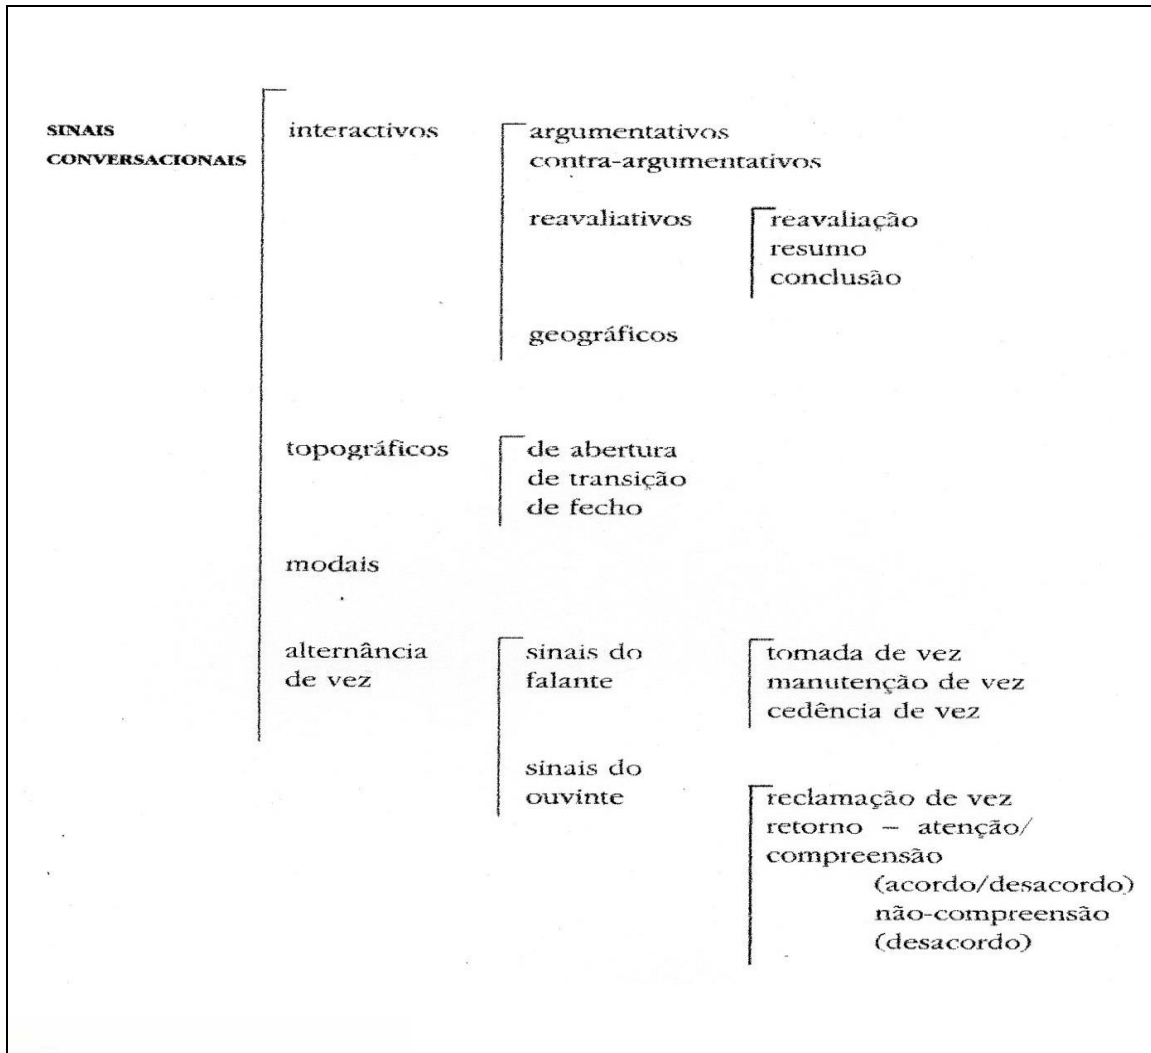 SINAIS
CONVERSACIONAIS
interactivos
argumentativos
contra-argumentativos
reavaliativos
reavaliação
resumo
conclusão
geográficos
topográficos
de abertura
de transição
de fecho
modais
alternância
de vez
sinais do
falante
tomada de vez
manutenção de vez
cedência de vez
sinais do
ouvinte
reclamação de vez
retorno – atenção/
compreensão
(acordo/desacordo)
não-compreensão
(desacordo)